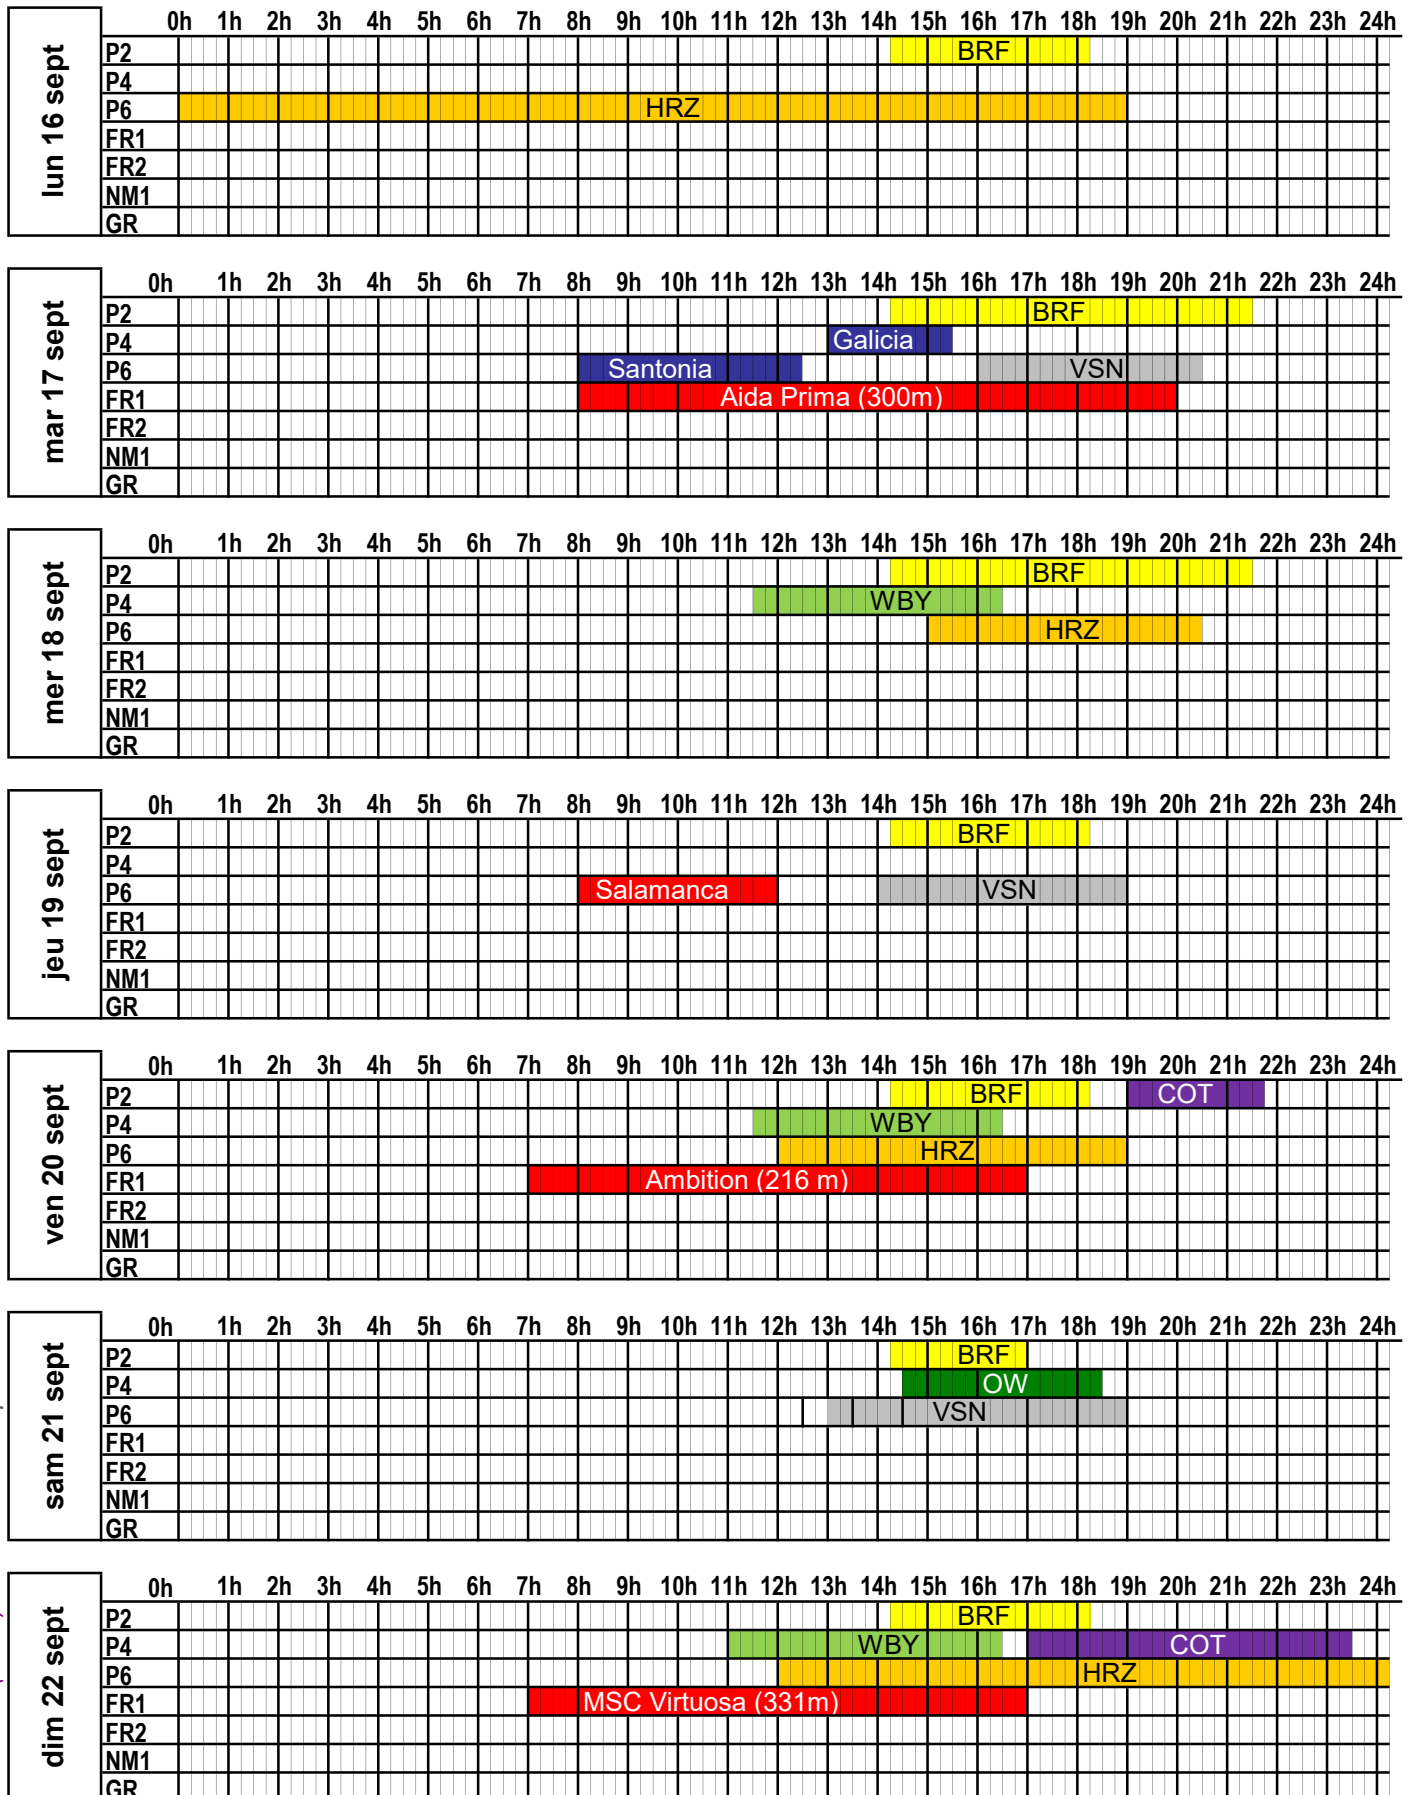 0h 1h 2h 3h 4h 5h 6h 7h 8h 9h 10h 11h 12h 13h 14h 15h 16h 17h 18h 19h 20h 21h 22h 23h 24h
lun 16 sept
P2 BRF
P4
P6 HRZ
FR1
FR2
NM1
GR
0h 1h 2h 3h 4h 5h 6h 7h 8h 9h 10h 11h 12h 13h 14h 15h 16h 17h 18h 19h 20h 21h 22h 23h 24h
mar 17 sept
P2 BRF
P4 Galicia
P6 Santonia VSN
FR1 Aida Prima (300m)
FR2
NM1
GR
0h 1h 2h 3h 4h 5h 6h 7h 8h 9h 10h 11h 12h 13h 14h 15h 16h 17h 18h 19h 20h 21h 22h 23h 24h
mer 18 sept
P2 BRF
P4 WBY
P6 HRZ
FR1
FR2
NM1
GR
0h 1h 2h 3h 4h 5h 6h 7h 8h 9h 10h 11h 12h 13h 14h 15h 16h 17h 18h 19h 20h 21h 22h 23h 24h
jeu 19 sept
P2 BRF
P4
P6 Salamanca VSN
FR1
FR2
NM1
GR
0h 1h 2h 3h 4h 5h 6h 7h 8h 9h 10h 11h 12h 13h 14h 15h 16h 17h 18h 19h 20h 21h 22h 23h 24h
ven 20 sept
P2 BRF COT
P4 WBY
P6 HRZ
FR1 Ambition (216 m)
FR2
NM1
GR
0h 1h 2h 3h 4h 5h 6h 7h 8h 9h 10h 11h 12h 13h 14h 15h 16h 17h 18h 19h 20h 21h 22h 23h 24h
sam 21 sept
P2 BRF
P4 OW
P6 VSN
FR1
FR2
NM1
GR
0h 1h 2h 3h 4h 5h 6h 7h 8h 9h 10h 11h 12h 13h 14h 15h 16h 17h 18h 19h 20h 21h 22h 23h 24h
dim 22 sept
P2 BRF
P4 WBY COT
P6 HRZ
FR1 MSC Virtuosa (331m)
FR2
NM1
GR